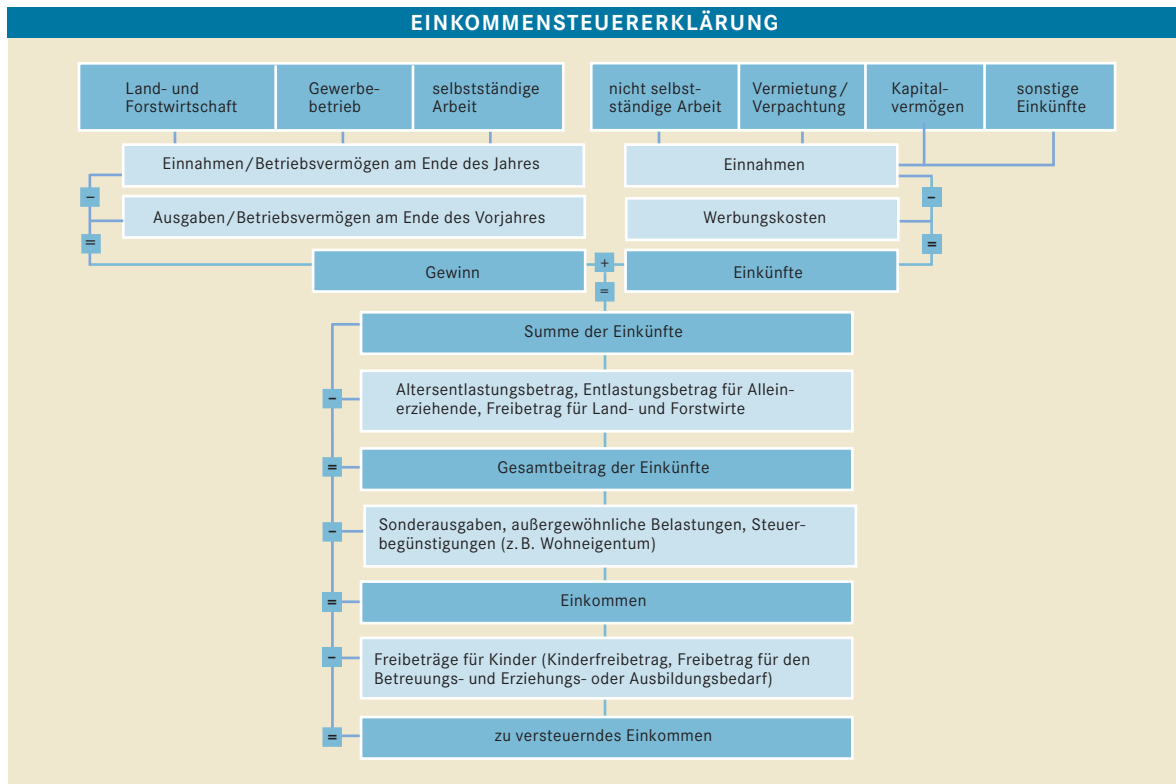 EINKOMMENSTEUERERKLÄRUNG
Land- und
Forstwirtschaft
Gewerbe-
betrieb
selbstständige
Arbeit
nicht selbst-
ständige Arbeit
Vermietung/
Verpachtung
Kapital-
vermögen
sonstige
Einkünfte
Einnahmen/Betriebsvermögen am Ende des Jahres
Einnahmen
–
–
Ausgaben/Betriebsvermögen am Ende des Vorjahres
Werbungskosten
=
=
Gewinn
+
Einkünfte
=
Summe der Einkünfte
–
Altersentlastungsbetrag, Entlastungsbetrag für Allein-
erziehende, Freibetrag für Land- und Forstwirte
=
Gesamtbeitrag der Einkünfte
–
Sonderausgaben, außergewöhnliche Belastungen, Steuer-
begünstigungen (z. B. Wohneigentum)
=
Einkommen
–
Freibeträge für Kinder (Kinderfreibetrag, Freibetrag für den
Betreuungs- und Erziehungs- oder Ausbildungsbedarf)
=
zu versteuerndes Einkommen